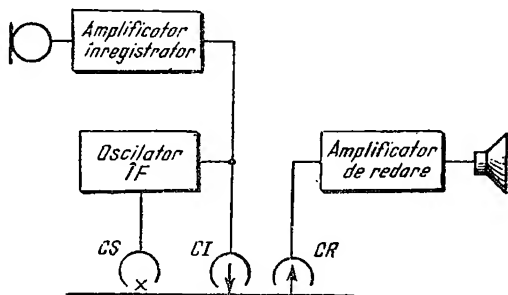 Amplificator
înregistrator
Oscilator
ÎF
Amplificator
de redare
CS
CI
CR